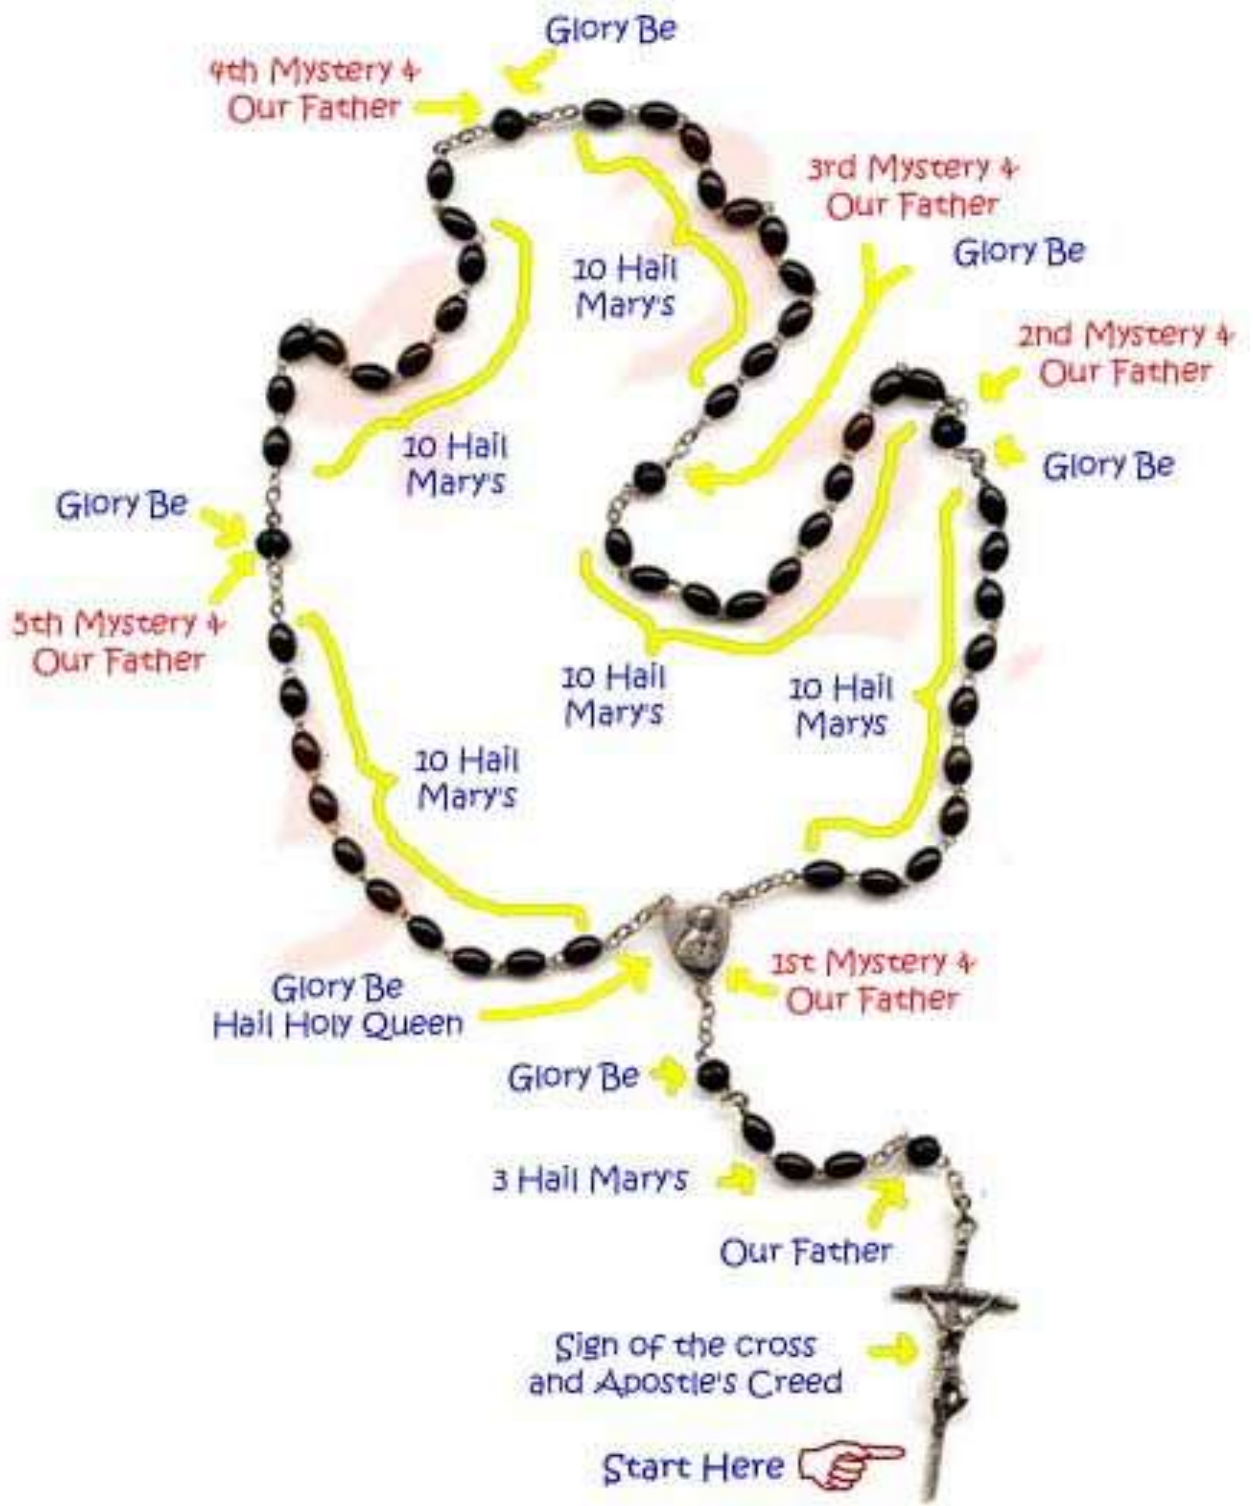 Glory Be
4th Mystery &
Our Father
3rd Mystery &
Our Father
Glory Be
10 Hail
Mary's
2nd Mystery &
Our Father
10 Hail
Mary's
Glory Be
Glory Be
5th Mystery &
Our Father
10 Hail
Mary's
10 Hail
Marys
10 Hail
Mary's
1st Mystery &
Our Father
Glory Be
Hail Holy Queen
Glory Be
3 Hail Mary's
Our Father
Sign of the cross
and Apostle's Creed
Start Here